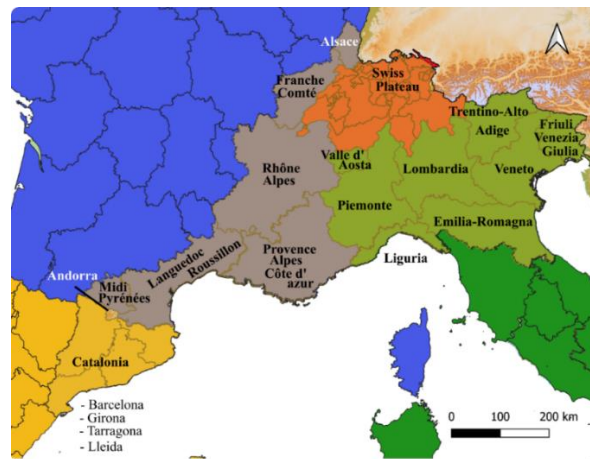 Alsace
Franche
Comté
Swiss
Plateau
Trentino-Alto
Adige
Friuli
Venezia
Giulia
Rhône
Alpes
Valle d'
Aosta
Lombardia
Veneto
Piemonte
Emilia-Romagna
Provence
Alpes
Côte d'
azur
Liguria
Languedoc
Roussillon
Andorra
Midi
Pyrénées
Catalonia
- Barcelona
- Girona
- Tarragona
- Lleida
0 100 200 km